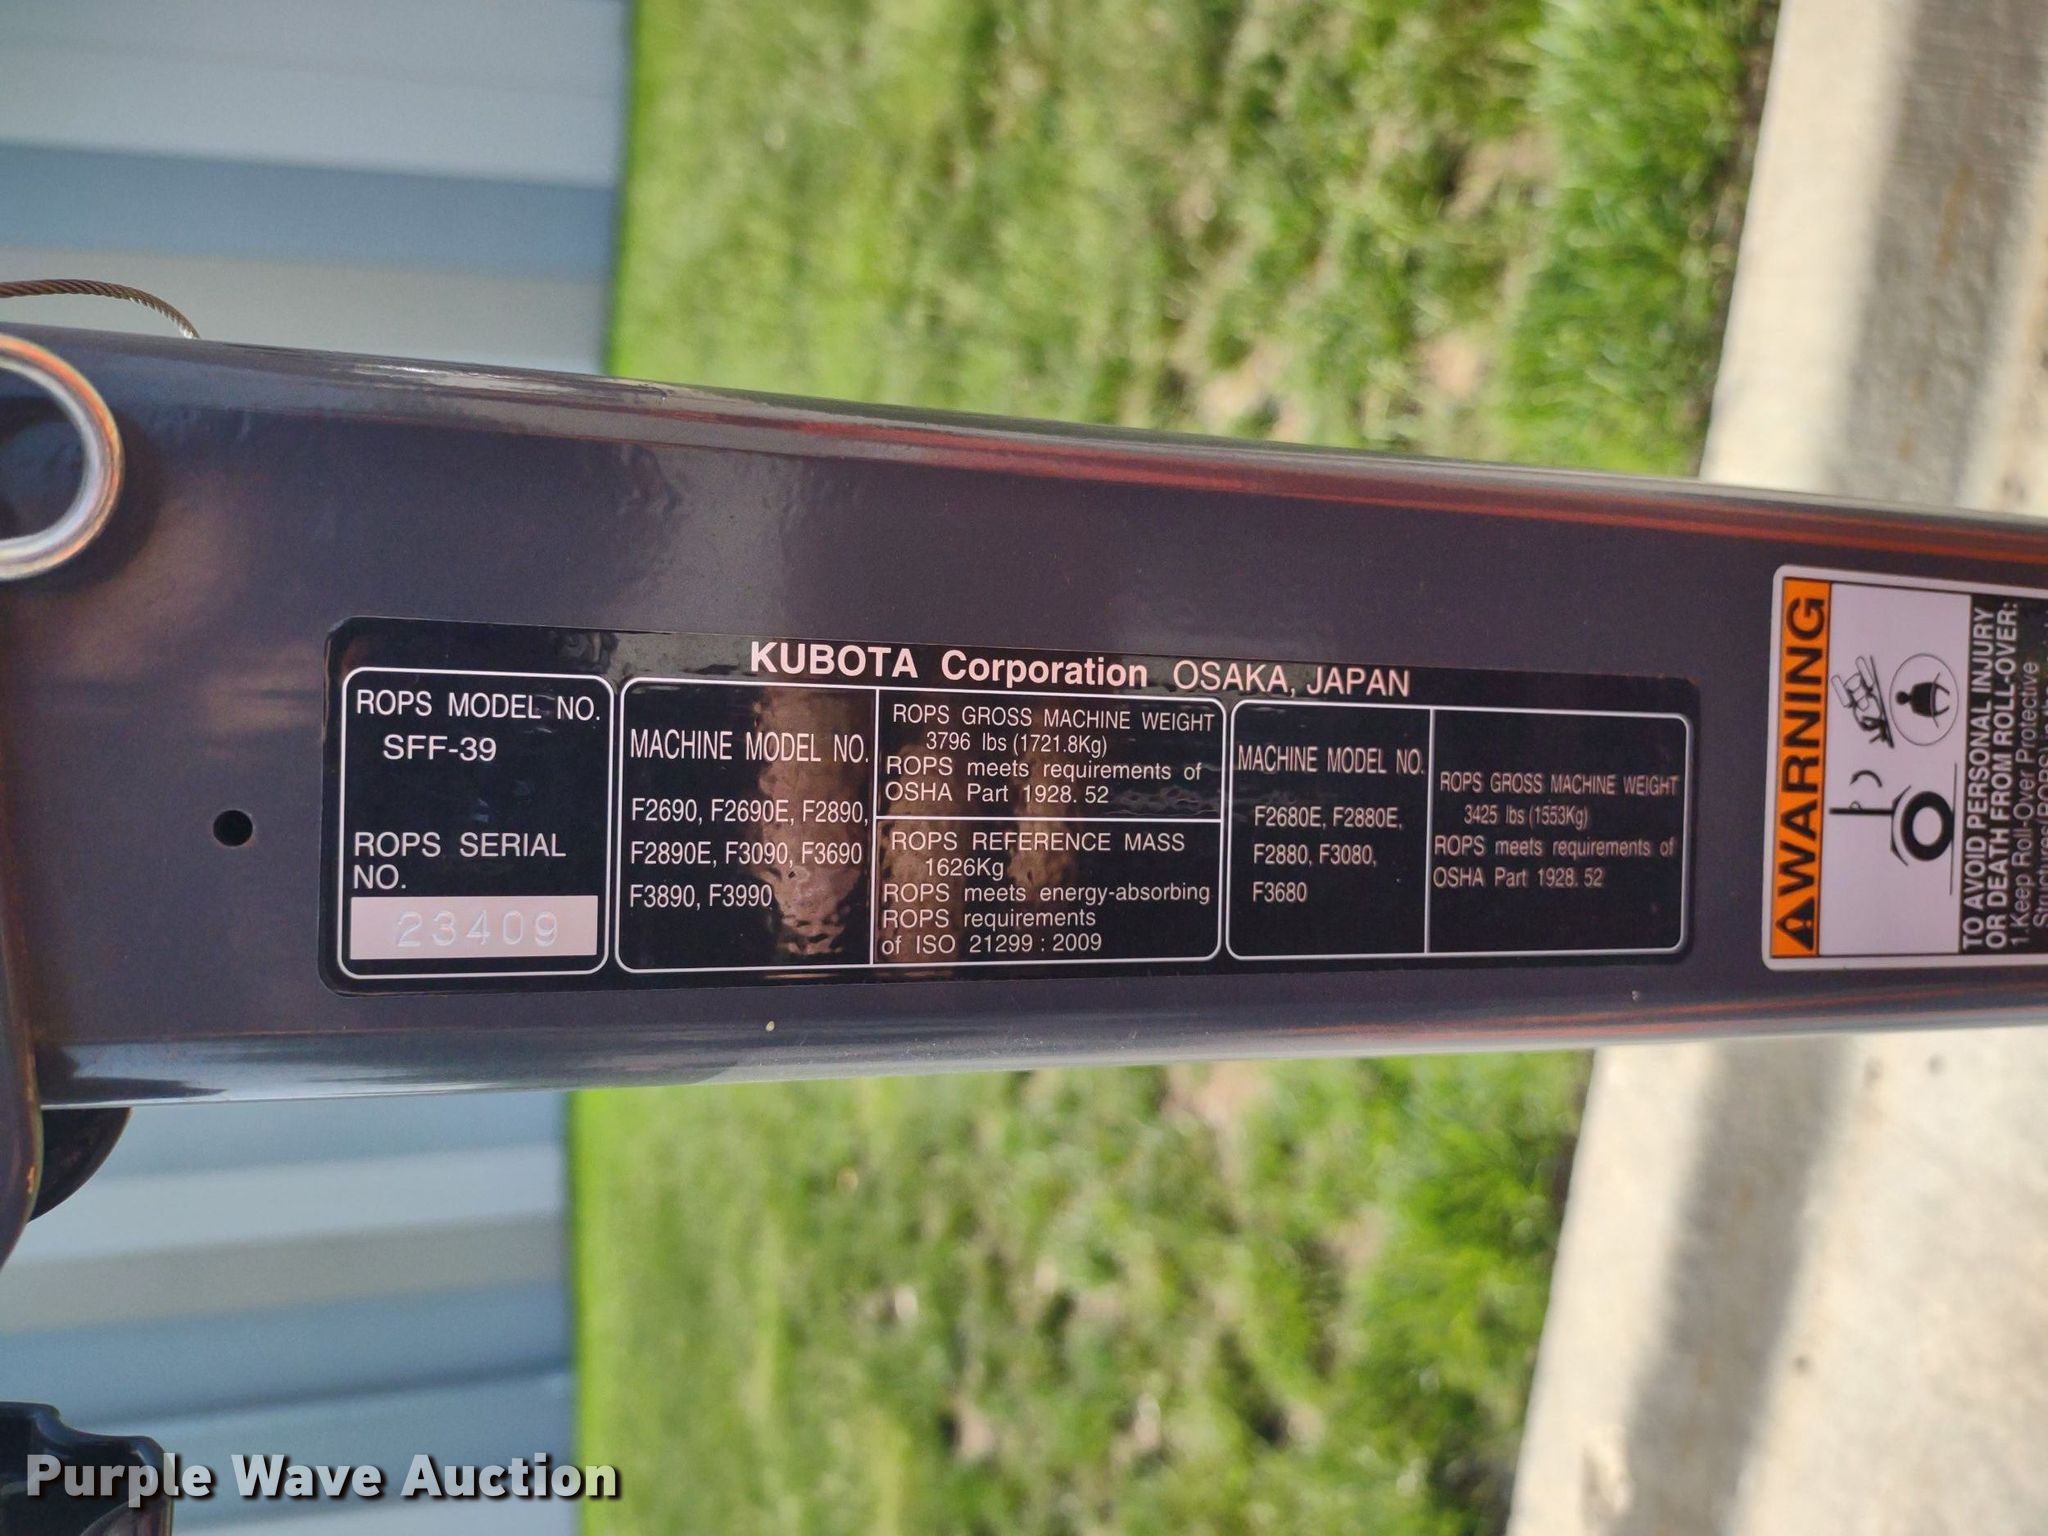 KUBOTA Corporation OSAKA, JAPAN
ROPS MODEL NO.
SFF-39
ROPS SERIAL
NO.
23409
MACHINE MODEL NO.
F2690, F2690E, F2890,
F2890E, F3090, F3690
F3890, F3990
ROPS GROSS MACHINE WEIGHT
3796 lbs (1721.8Kg)
ROPS meets requirements of
OSHA Part 1928. 52
ROPS REFERENCE MASS
1626Kg
ROPS meets energy-absorbing
ROPS requirements
of ISO 21299 : 2009
MACHINE MODEL NO.
F2680E, F2880E,
F2880, F3080,
F3680
ROPS GROSS MACHINE WEIGHT
3425 lbs (1553Kg)
ROPS meets requirements of
OSHA Part 1928. 52
WARNING
TO AVOID PERSONAL INJURY
OR DEATH FROM ROLL-OVER:
1.Keep Roll-Over Protective
Structures(ROPS)
Purple Wave Auction